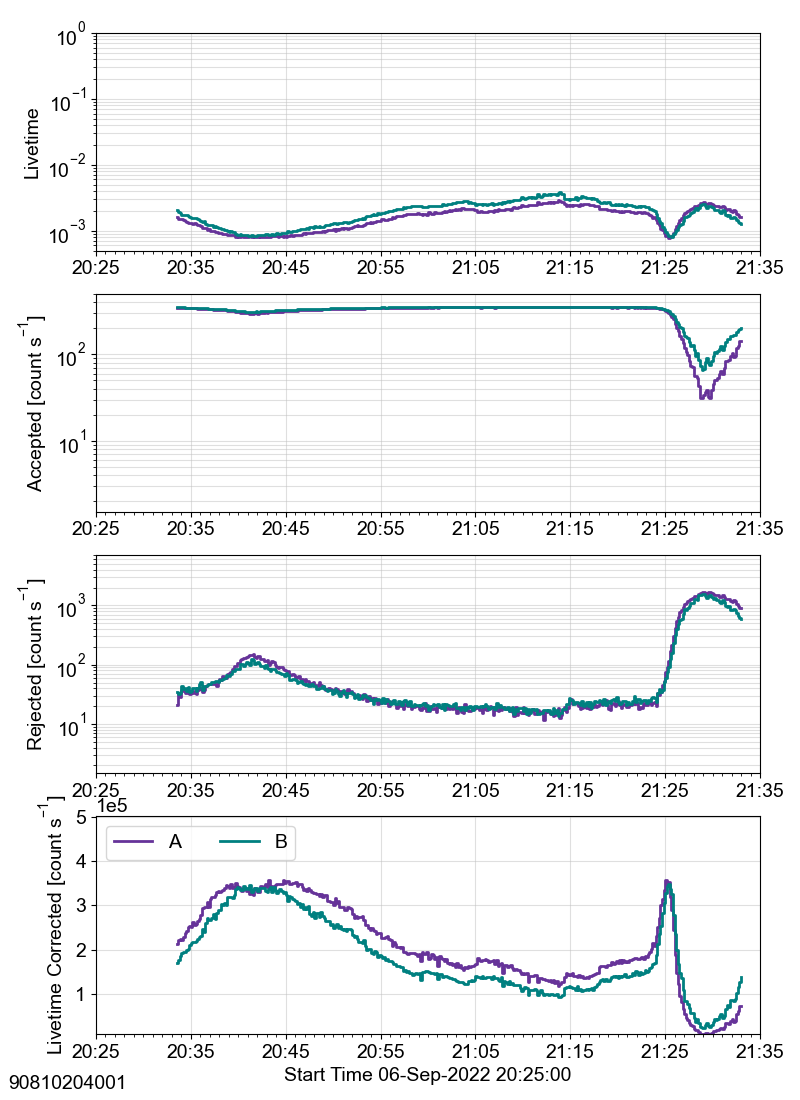 Livetime
10^0
10^−1
10^−2
10^−3
20:25 20:35 20:45 20:55 21:05 21:15 21:25 21:35
Accepted [count s^−1]
10^2
10^1
20:25 20:35 20:45 20:55 21:05 21:15 21:25 21:35
Rejected [count s^−1]
10^3
10^2
10^1
20:25 20:35 20:45 20:55 21:05 21:15 21:25 21:35
Livetime Corrected [count s^−1]
1e5
5
4
3
2
1
A B
20:25 20:35 20:45 20:55 21:05 21:15 21:25 21:35
Start Time 06-Sep-2022 20:25:00
90810204001